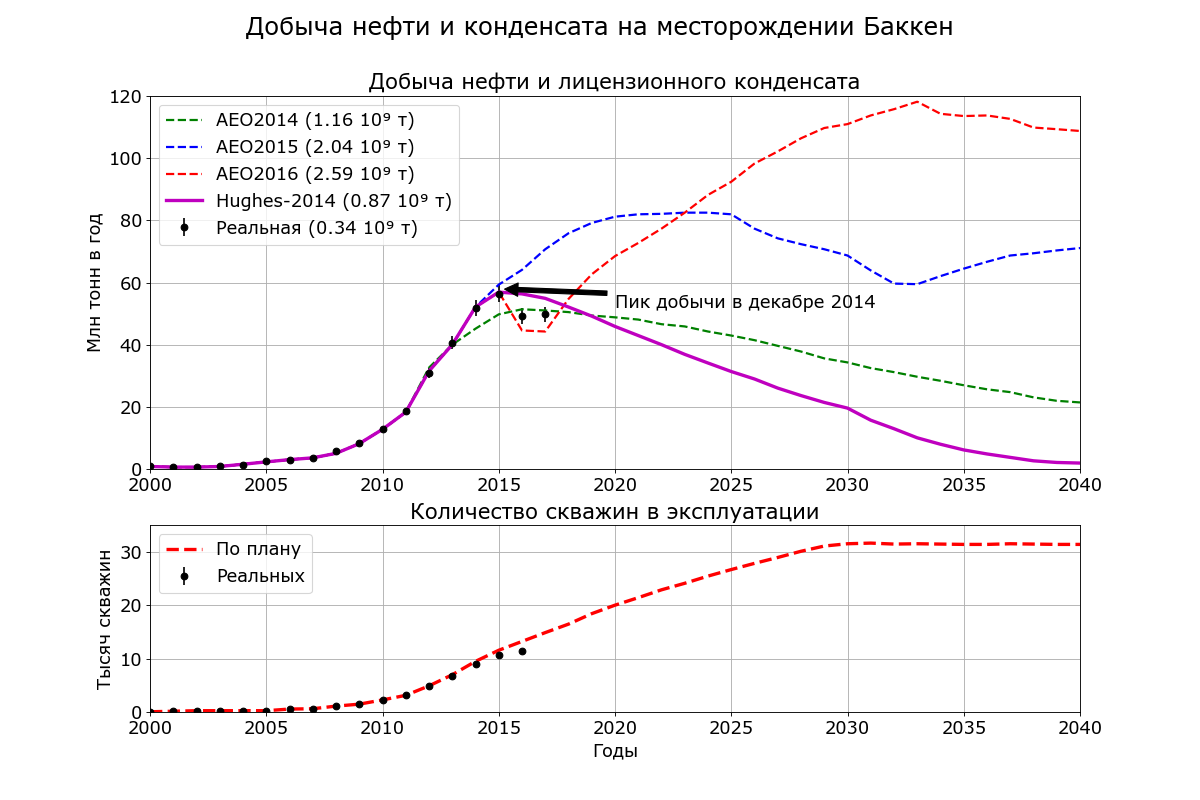 Добыча нефти и конденсата на месторождении Баккен
Добыча нефти и лицензионного конденсата
Млн тонн в год
120
100
80
60
40
20
0
AEO2014 (1.16 10⁹ т)
AEO2015 (2.04 10⁹ т)
AEO2016 (2.59 10⁹ т)
Hughes-2014 (0.87 10⁹ т)
Реальная (0.34 10⁹ т)
Пик добычи в декабре 2014
2000 2005 2010 2015 2020 2025 2030 2035 2040
Количество скважин в эксплуатации
Тысяч скважин
30
20
10
0
По плану
Реальных
2000 2005 2010 2015 2020 2025 2030 2035 2040
Годы